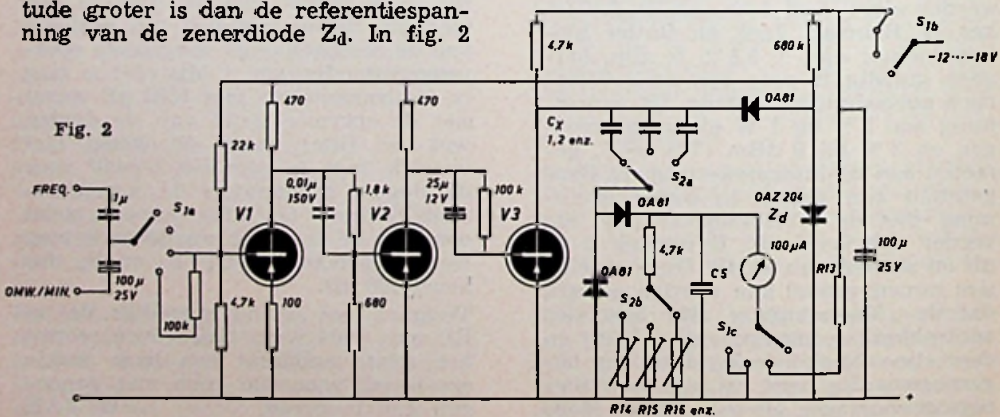 tude groter is dan de referentiespan-
ning van de zenerdiode Zd. In fig. 2
Fig. 2
4,7k
680k
S1b
-12----18V
470
470
CX
1,2 enz.
OA81
22k
FREQ.
1µ
S1a
V1
0,01µ
150V
1,8k
V2
25µ
12V
100k
V3
S2a
OA81
OAZ 204
Zd
100µA
4,7k
OA81
C5
R13
100µ
25V
OMW./MIN.
100µ
25V
100k
4,7k
100
680
S2b
S1c
R14 R15 R16 enz.
+